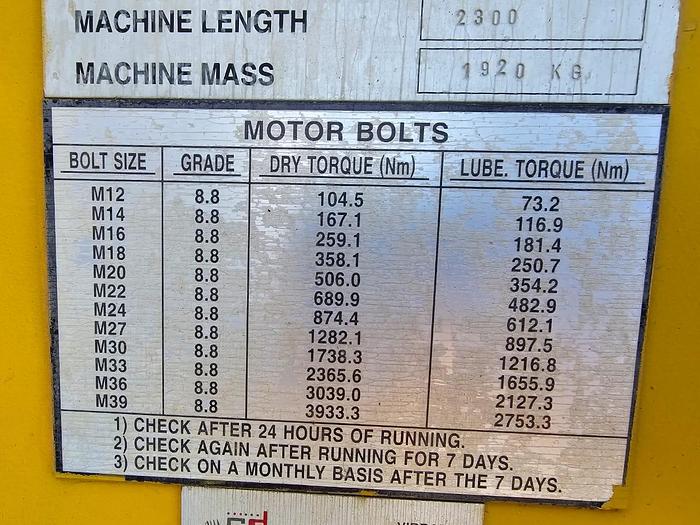 MACHINE LENGTH 2300
MACHINE MASS 1920 KG
MOTOR BOLTS
BOLT SIZE GRADE DRY TORQUE (Nm) LUBE. TORQUE (Nm)
M12 8.8 104.5 73.2
M14 8.8 167.1 116.9
M16 8.8 259.1 181.4
M18 8.8 358.1 250.7
M20 8.8 506.0 354.2
M22 8.8 689.9 482.9
M24 8.8 874.4 612.1
M27 8.8 1282.1 897.5
M30 8.8 1738.3 1216.8
M33 8.8 2365.6 1655.9
M36 8.8 3039.0 2127.3
M39 8.8 3933.3 2753.3
1) CHECK AFTER 24 HOURS OF RUNNING.
2) CHECK AGAIN AFTER RUNNING FOR 7 DAYS.
3) CHECK ON A MONTHLY BASIS AFTER THE 7 DAYS.